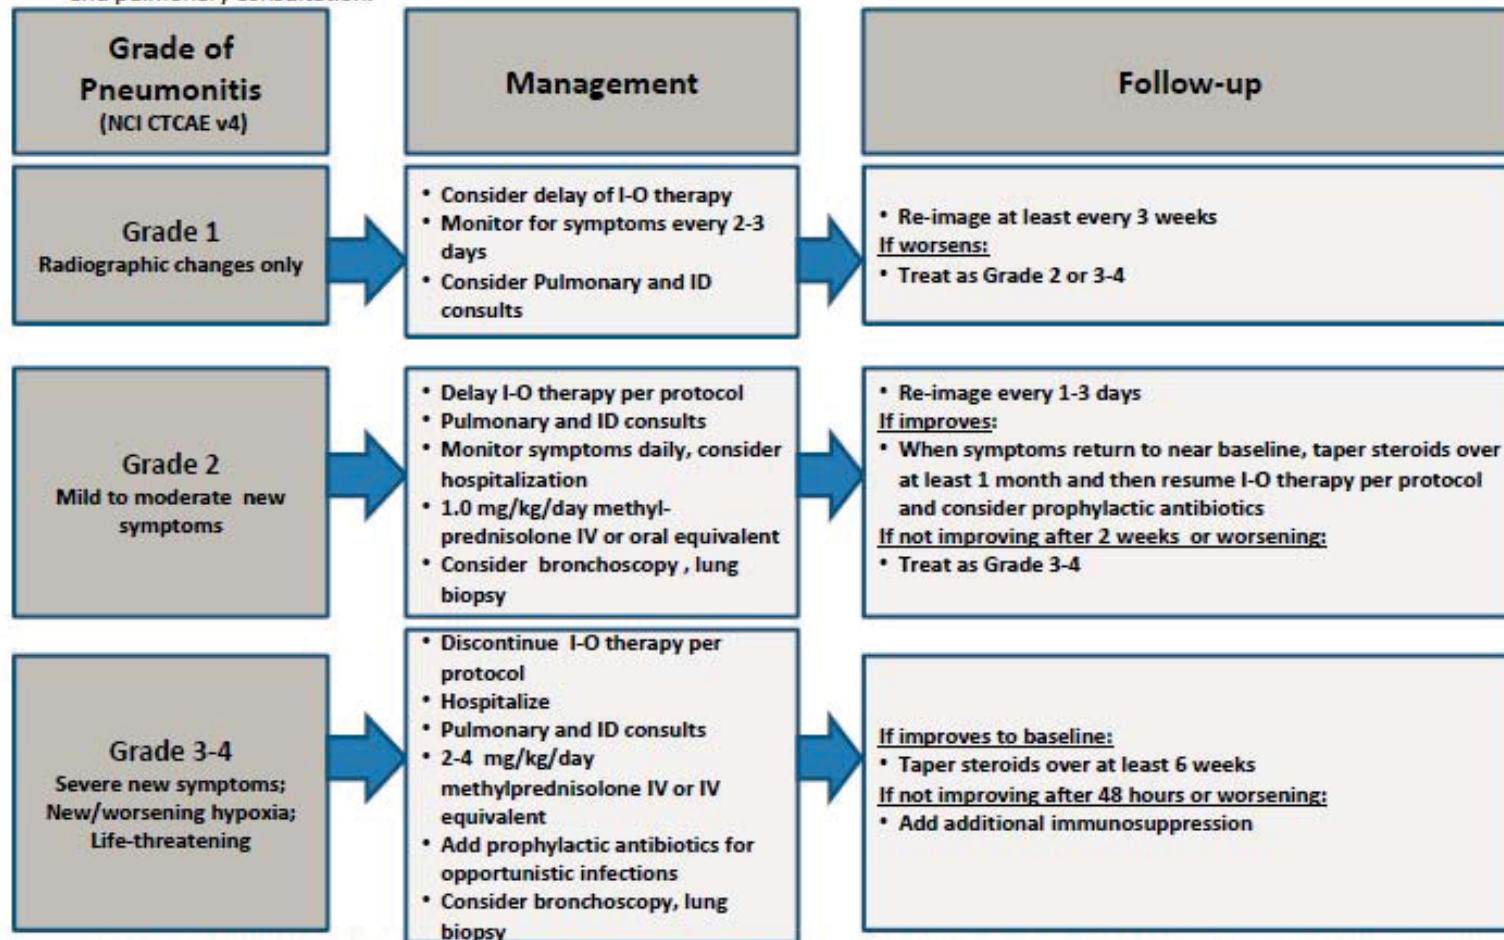 end pulmonary consultation.
Grade of
Pneumonitis
(NCI CTCAE v4)
Management
Follow-up
Grade 1
Radiographic changes only
• Consider delay of I-O therapy
• Monitor for symptoms every 2-3
days
• Consider Pulmonary and ID
consults
• Re-image at least every 3 weeks
If worsens:
• Treat as Grade 2 or 3-4
Grade 2
Mild to moderate new
symptoms
• Delay I-O therapy per protocol
• Pulmonary and ID consults
• Monitor symptoms daily, consider
hospitalization
• 1.0 mg/kg/day methyl-
prednisolone IV or oral equivalent
• Consider bronchoscopy , lung
biopsy
• Re-image every 1-3 days
If improves:
• When symptoms return to near baseline, taper steroids over
at least 1 month and then resume I-O therapy per protocol
and consider prophylactic antibiotics
If not improving after 2 weeks or worsening:
• Treat as Grade 3-4
Grade 3-4
Severe new symptoms;
New/worsening hypoxia;
Life-threatening
• Discontinue I-O therapy per
protocol
• Hospitalize
• Pulmonary and ID consults
• 2-4 mg/kg/day
methylprednisolone IV or IV
equivalent
• Add prophylactic antibiotics for
opportunistic infections
• Consider bronchoscopy, lung
biopsy
If improves to baseline:
• Taper steroids over at least 6 weeks
If not improving after 48 hours or worsening:
• Add additional immunosuppression